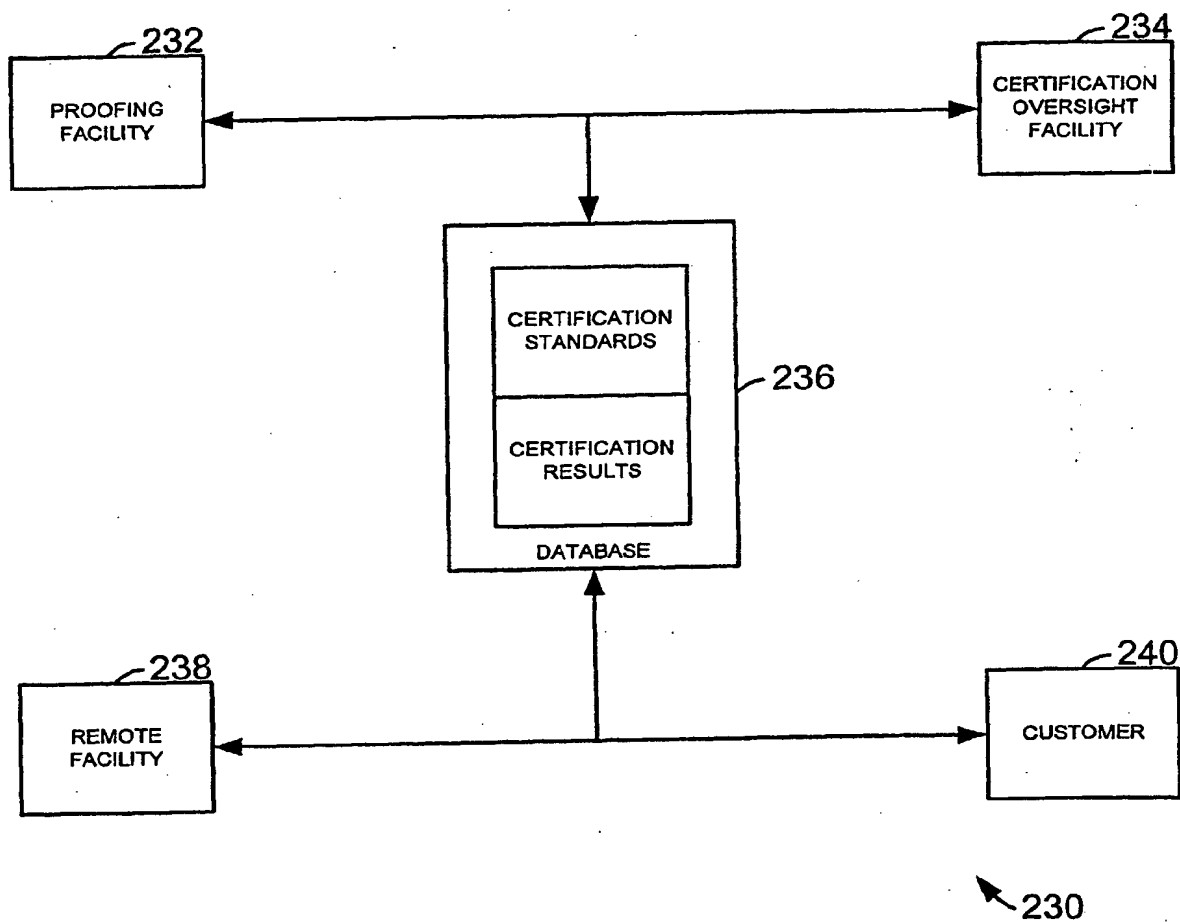 232
PROOFING
FACILITY
234
CERTIFICATION
OVERSIGHT
FACILITY
CERTIFICATION
STANDARDS
236
CERTIFICATION
RESULTS
DATABASE
238
REMOTE
FACILITY
240
CUSTOMER
230